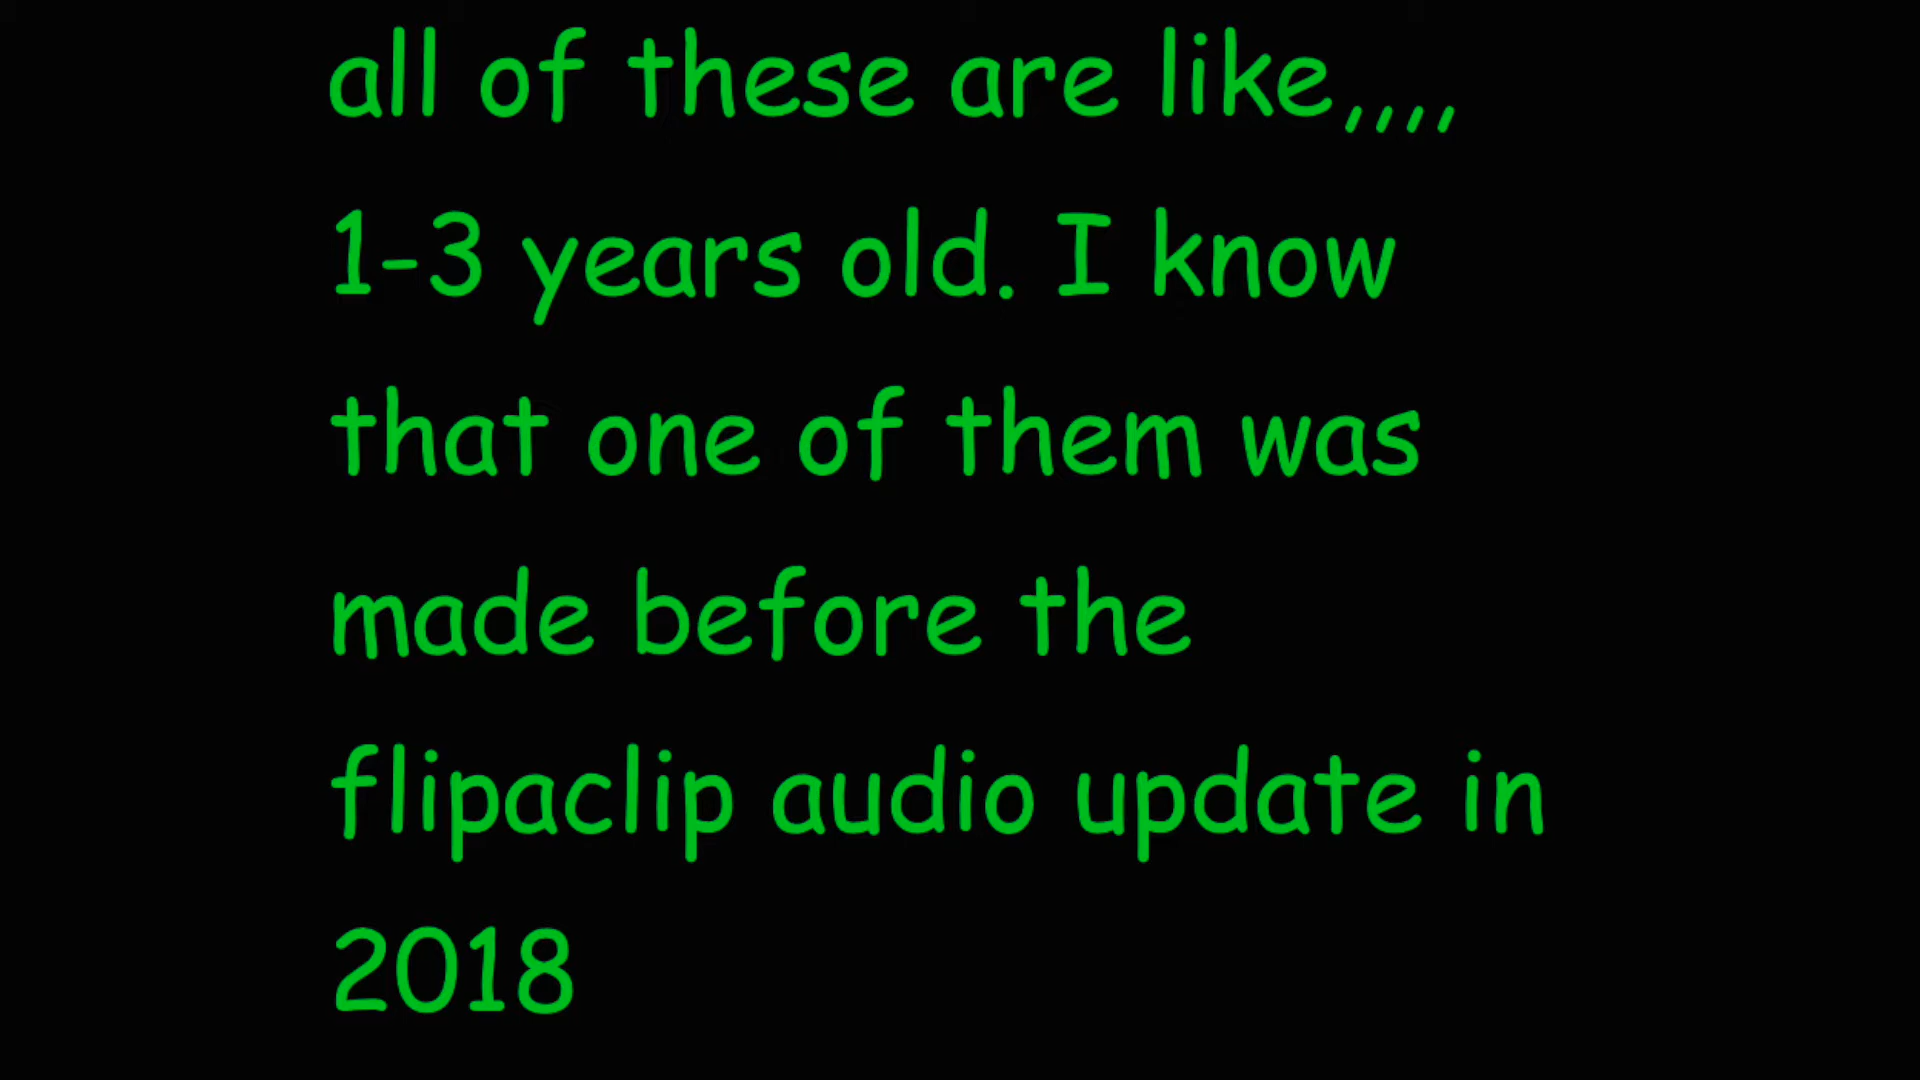 all of these are like,,,,
1-3 years old. I know
that one of them was
made before the
flipaclip audio update in
2018